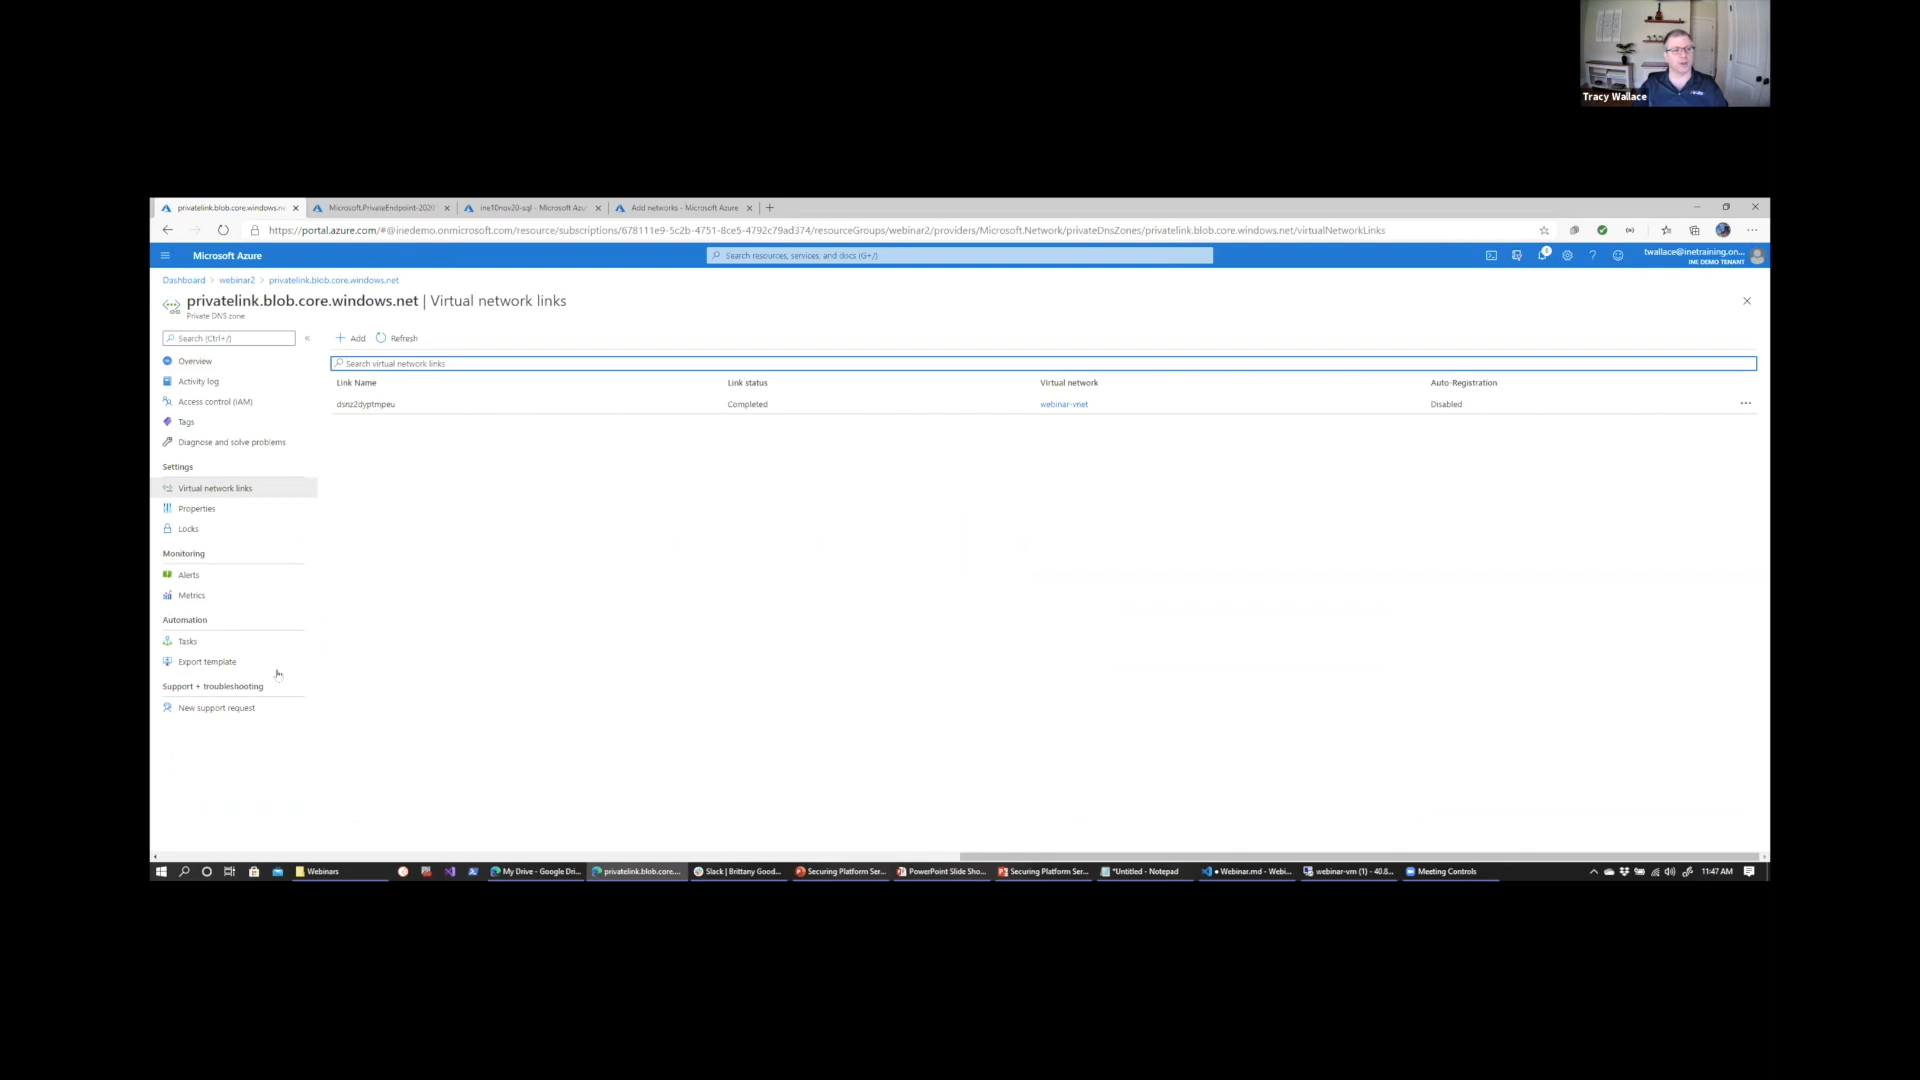 Tracy Wallace
privatelink.blob.core.windows.ne
Microsoft.PrivateEndpoint-2020
ine10nov20-sql - Microsoft Azu
Add networks - Microsoft Azure
https://portal.azure.com/#@inedemo.onmicrosoft.com/resource/subscriptions/678111e9-5c2b-4751-8ce5-4792c79ad374/resourceGroups/webinar2/providers/Microsoft.Network/privateDnsZones/privatelink.blob.core.windows.net/virtualNetworkLinks
Microsoft Azure
Search resources, services, and docs (G+/)
twallace@inetraining.on...
INE DEMO TENANT
Dashboard > webinar2 > privatelink.blob.core.windows.net
privatelink.blob.core.windows.net | Virtual network links
Private DNS zone
Search (Ctrl+/)
Add Refresh
Search virtual network links
Link Name Link status Virtual network Auto-Registration
dsnz2dyptmpeu Completed webinar-vnet Disabled
Overview
Activity log
Access control (IAM)
Tags
Diagnose and solve problems
Settings
Virtual network links
Properties
Locks
Monitoring
Alerts
Metrics
Automation
Tasks
Export template
Support + troubleshooting
New support request
Webinars
My Drive - Google Dri...
privatelink.blob.core....
Slack | Brittany Good...
Securing Platform Ser...
PowerPoint Slide Sho...
Securing Platform Ser...
*Untitled - Notepad
● Webinar.md - Webi...
webinar-vm (1) - 40.8...
Meeting Controls
11:47 AM